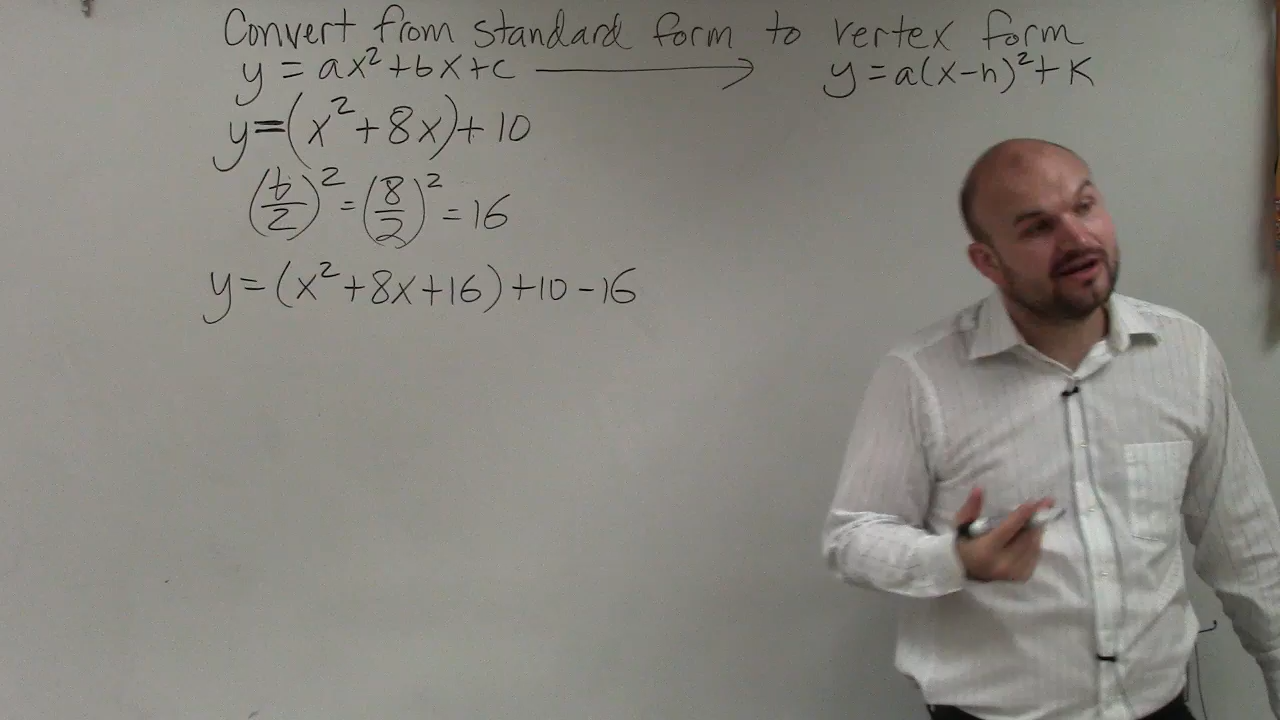 Convert from standard form to vertex form
y = ax² + bx + c ⟶ y = a(x-h)² + k
y = (x² + 8x) + 10
(b/2)² = (8/2)² = 16
y = (x² + 8x + 16) + 10 - 16